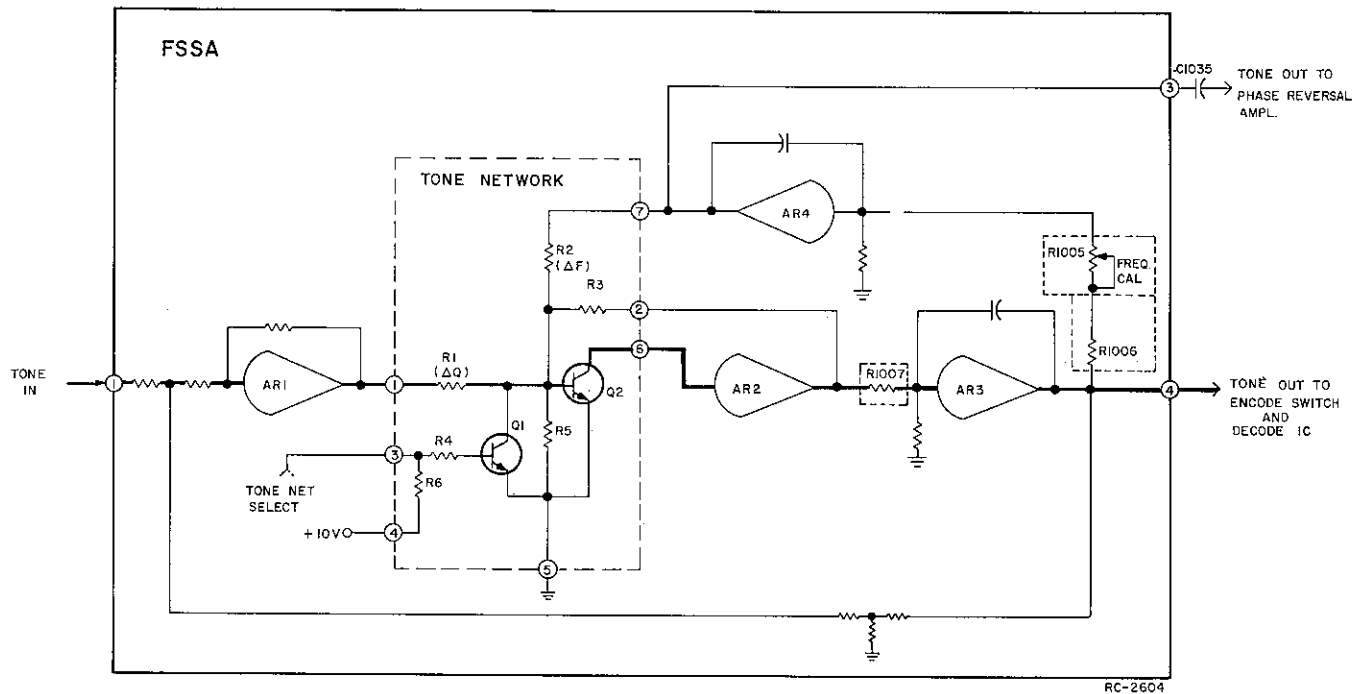 FSSA
C1035
3
TONE OUT TO
PHASE REVERSAL
AMPL.
TONE NETWORK
7
AR4
R2
(ΔF)
R1005
FREQ.
CAL
R3
2
R1
(ΔQ)
6
R1006
TONE
IN
1
AR1
1
Q2
AR2
R1007
AR3
4
TONE OUT TO
ENCODE SWITCH
AND
DECODE IC
Q1
R5
3
R4
TONE NET
SELECT
R6
+10V
4
5
RC-2604